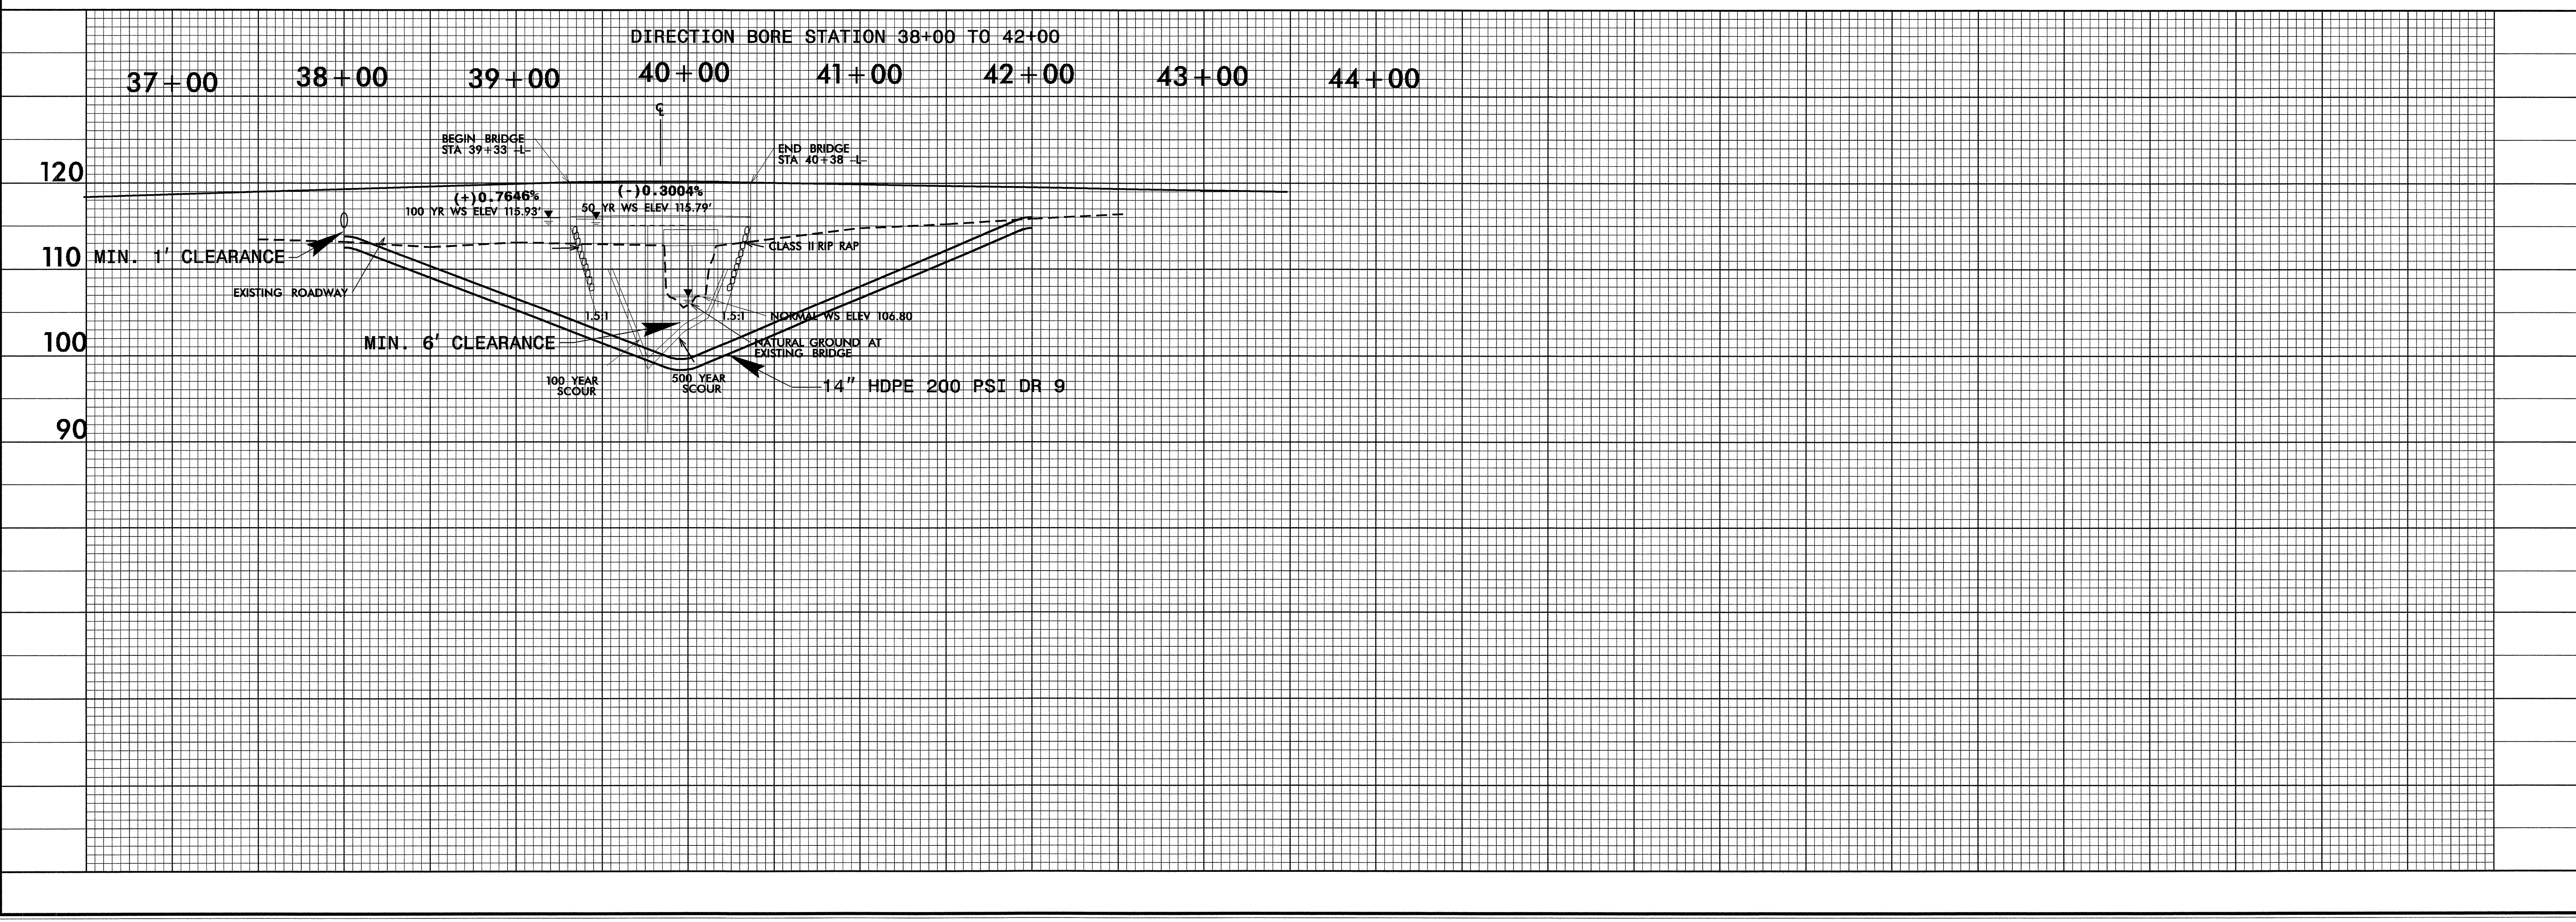 DIRECTION BORE STATION 38+00 TO 42+00
37+00 38+00 39+00 40+00 41+00 42+00 43+00 44+00
℄
BEGIN BRIDGE
STA 39+33 -L-
END BRIDGE
STA 40+38 -L-
120
(+)0.7646%
(-)0.3004%
100 YR WS ELEV 115.93'
50 YR WS ELEV 115.79'
CLASS II RIP RAP
110
MIN. 1' CLEARANCE
EXISTING ROADWAY
1.5:1
1.5:1
NORMAL WS ELEV 106.80
100
MIN. 6' CLEARANCE
NATURAL GROUND AT
EXISTING BRIDGE
100 YEAR
SCOUR
500 YEAR
SCOUR
14" HDPE 200 PSI DR 9
90